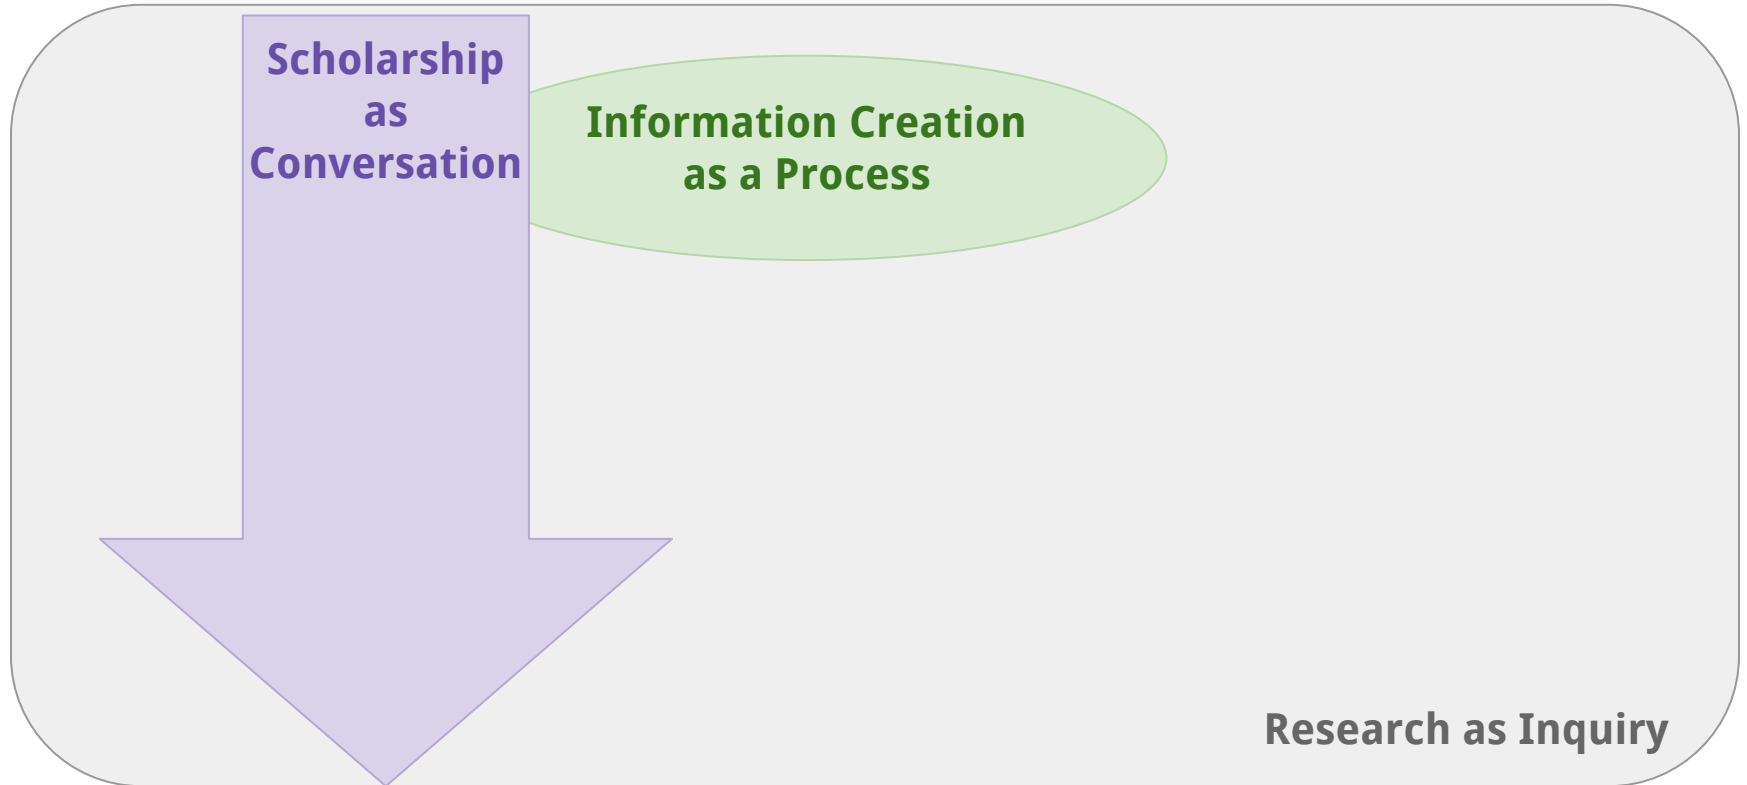 Scholarship
as
Conversation
Information Creation
as a Process
Research as Inquiry